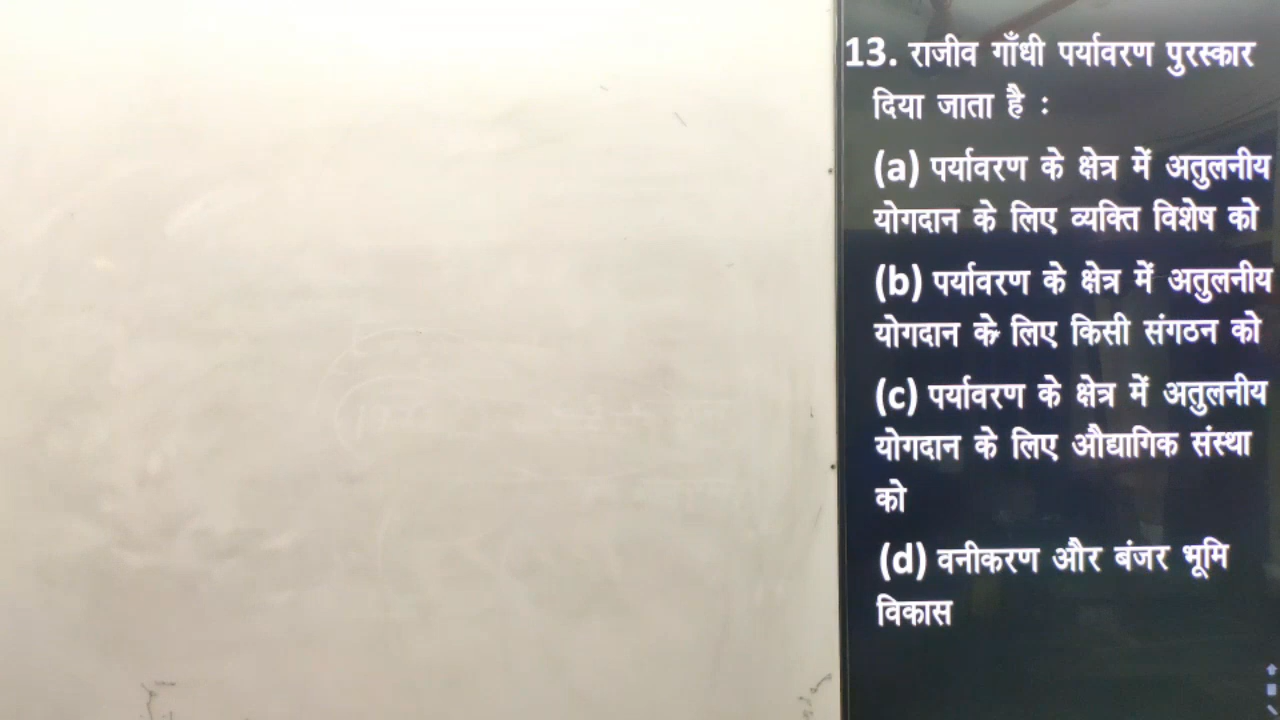 13. राजीव गाँधी पर्यावरण पुरस्कार
दिया जाता है :
(a) पर्यावरण के क्षेत्र में अतुलनीय
योगदान के लिए व्यक्ति विशेष को
(b) पर्यावरण के क्षेत्र में अतुलनीय
योगदान के लिए किसी संगठन को
(c) पर्यावरण के क्षेत्र में अतुलनीय
योगदान के लिए औद्यागिक संस्था
को
(d) वनीकरण और बंजर भूमि
विकास